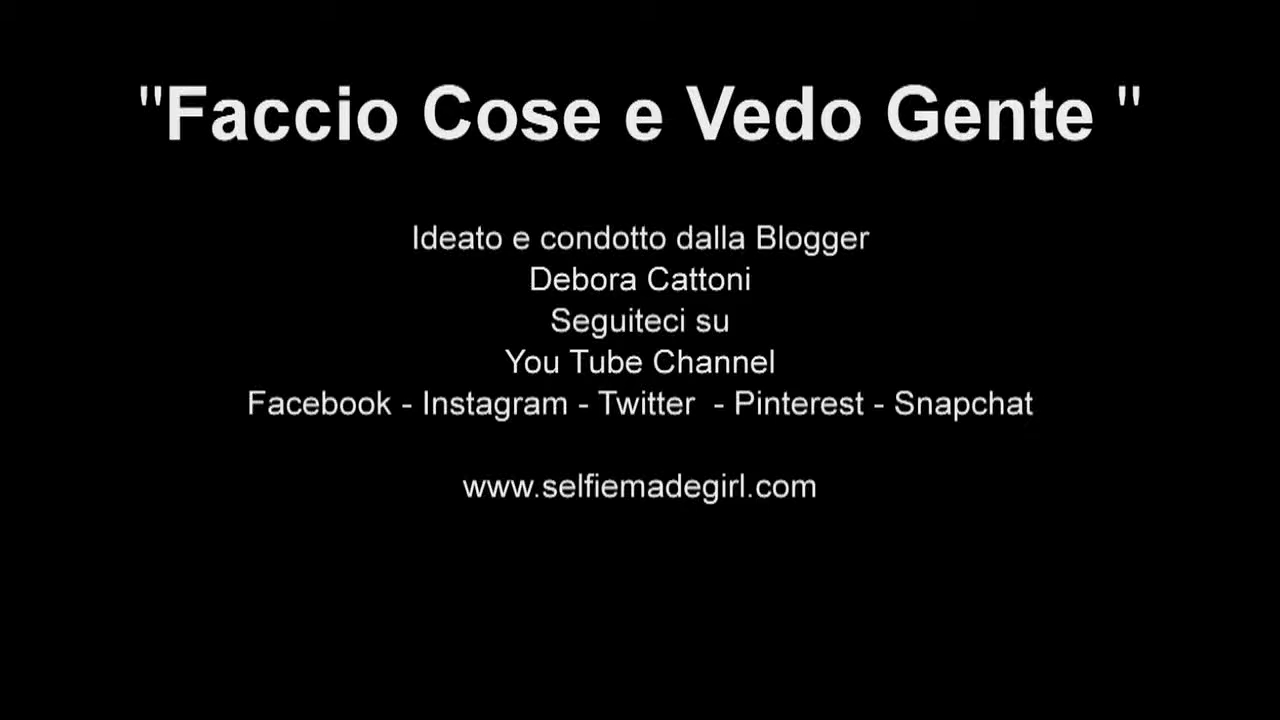 "Faccio Cose e Vedo Gente "
Ideato e condotto dalla Blogger
Debora Cattoni
Seguiteci su
You Tube Channel
Facebook - Instagram - Twitter  - Pinterest - Snapchat
www.selfiemadegirl.com